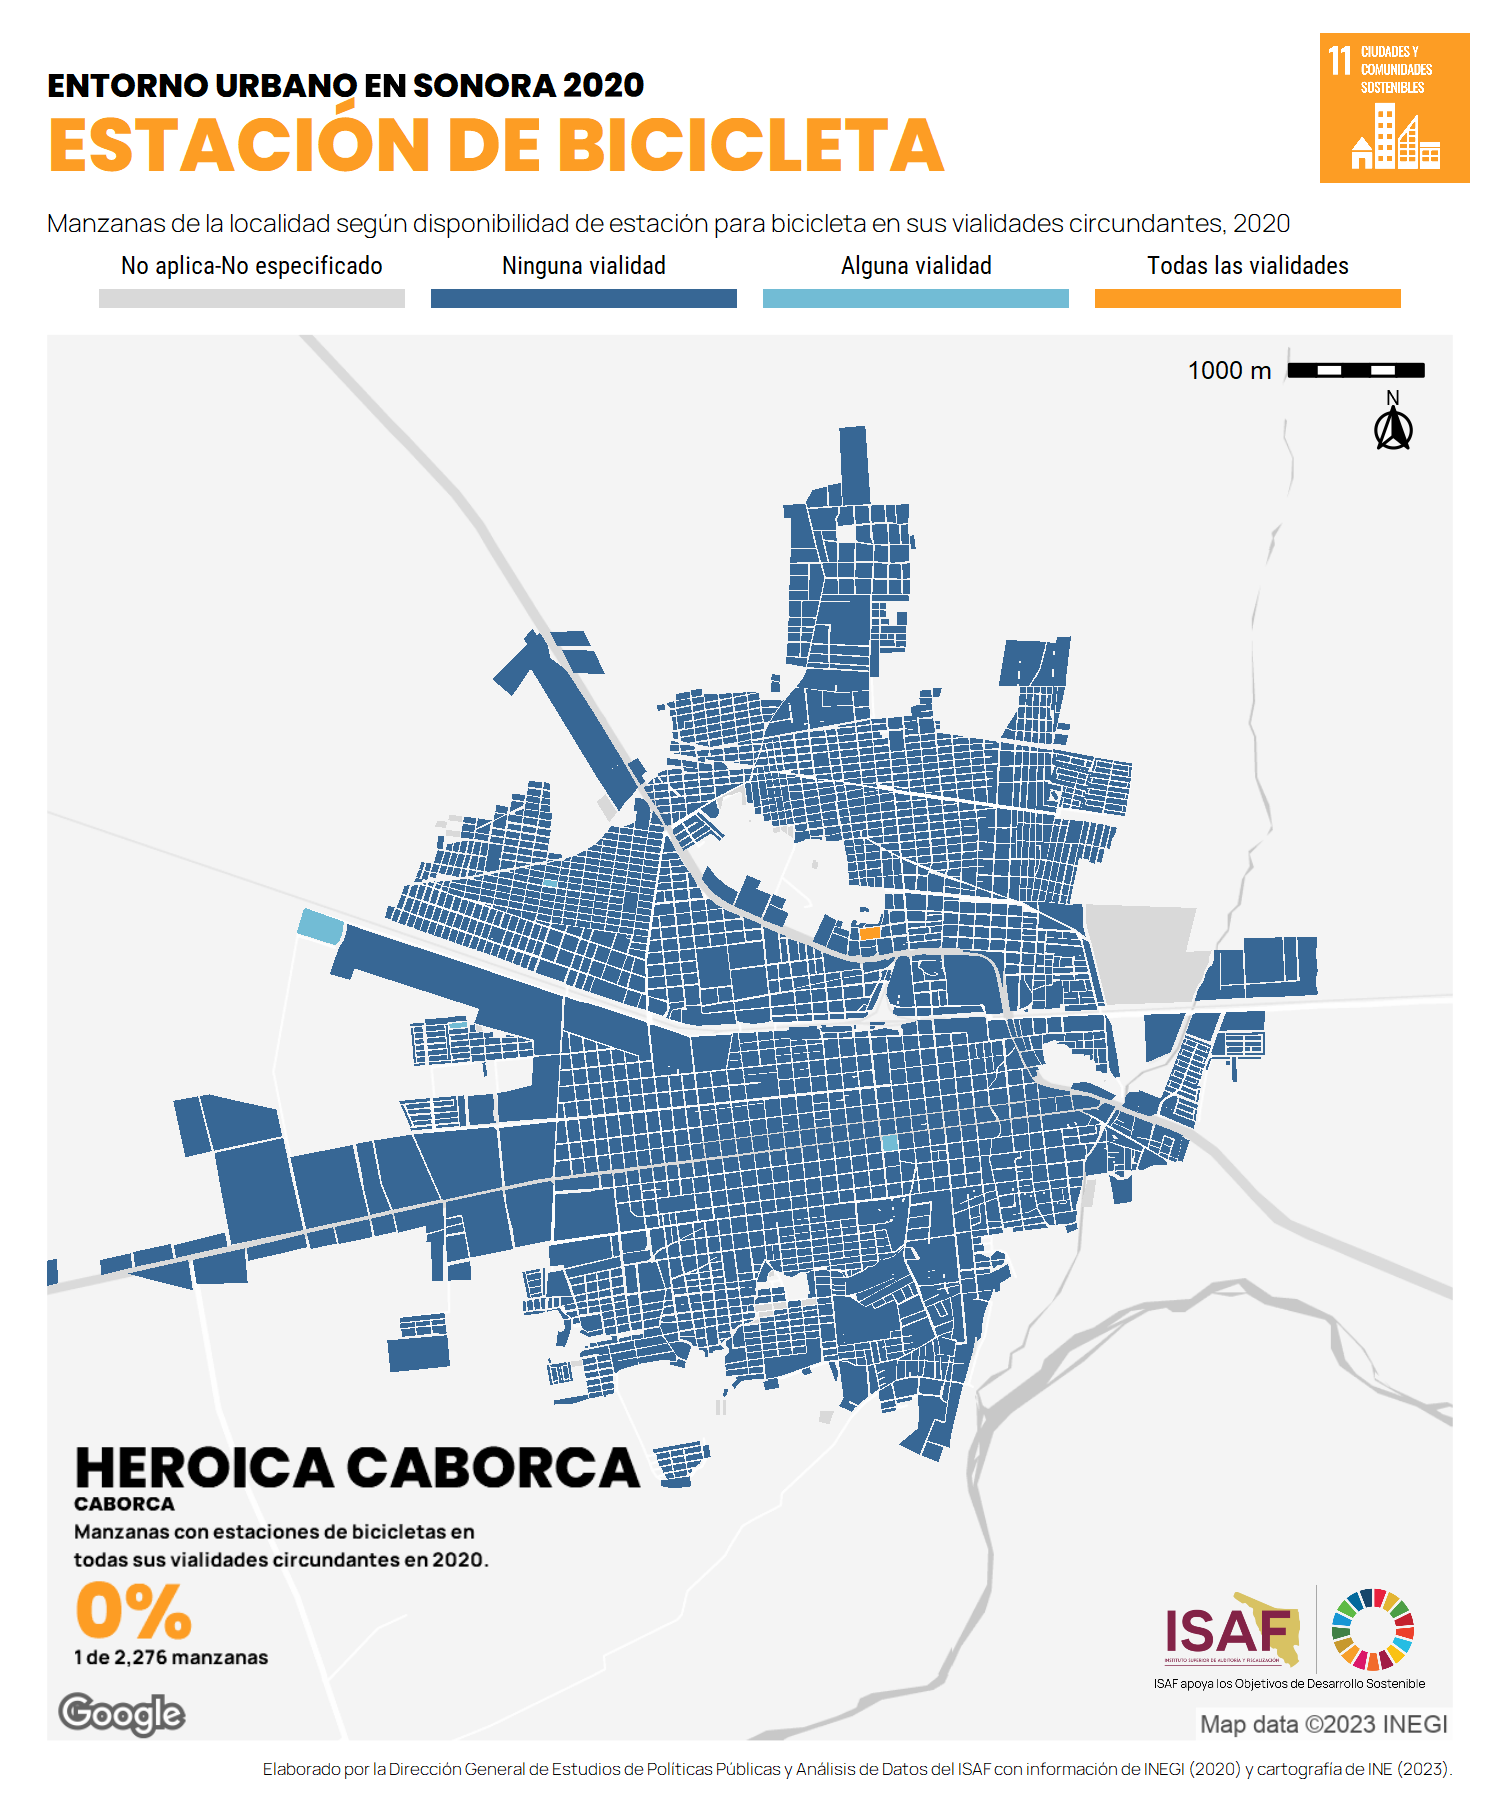 ENTORNO URBANO EN SONORA 2020
ESTACIÓN DE BICICLETA
11 CIUDADES Y
COMUNIDADES
SOSTENIBLES
Manzanas de la localidad según disponibilidad de estación para bicicleta en sus vialidades circundantes, 2020
No aplica-No especificado
Ninguna vialidad
Alguna vialidad
Todas las vialidades
1000 m
N
HEROICA CABORCA
CABORCA
Manzanas con estaciones de bicicletas en
todas sus vialidades circundantes en 2020.
0%
1 de 2,276 manzanas
Google
ISAF
INSTITUTO SUPERIOR DE AUDITORÍA Y FISCALIZACIÓN
ISAF apoya los Objetivos de Desarrollo Sostenible
Map data ©2023 INEGI
Elaborado por la Dirección General de Estudios de Políticas Públicas y Análisis de Datos del ISAF con información de INEGI (2020) y cartografía de INE (2023).